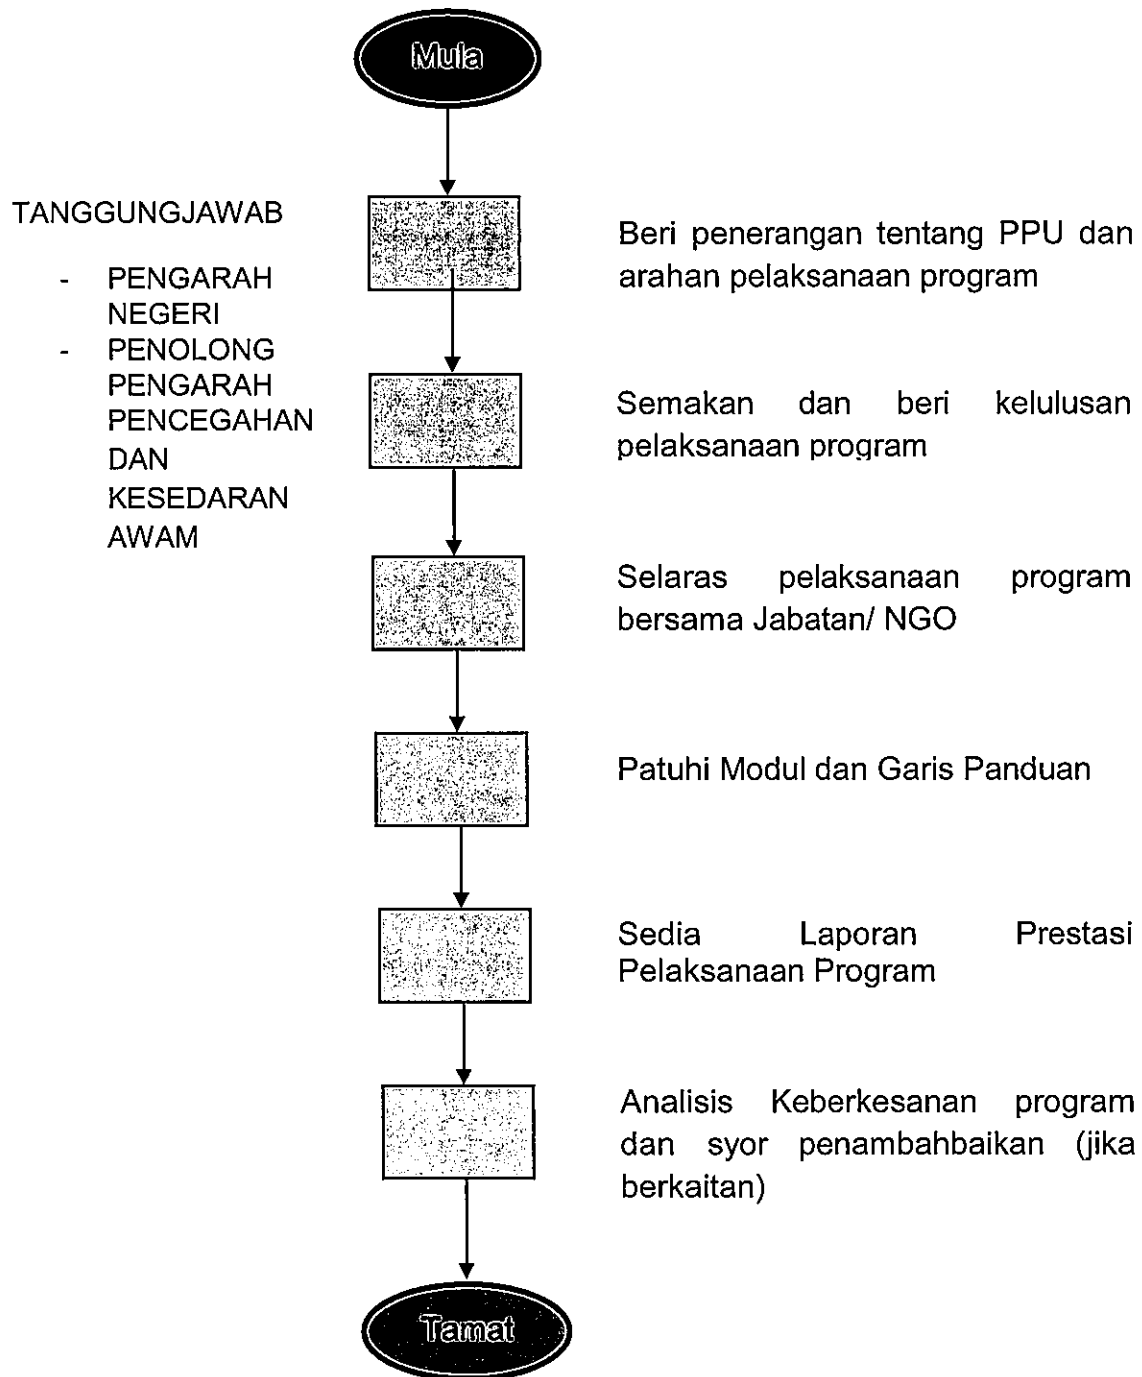 Mula
TANGGUNGJAWAB
- PENGARAH
NEGERI
- PENOLONG
PENGARAH
PENCEGAHAN
DAN
KESEDARAN
AWAM
Beri penerangan tentang PPU dan
arahan pelaksanaan program
Semakan dan beri kelulusan
pelaksanaan program
Selaras pelaksanaan program
bersama Jabatan/ NGO
Patuhi Modul dan Garis Panduan
Sedia Laporan Prestasi
Pelaksanaan Program
Analisis Keberkesanan program
dan syor penambahbaikan (jika
berkaitan)
Tamat